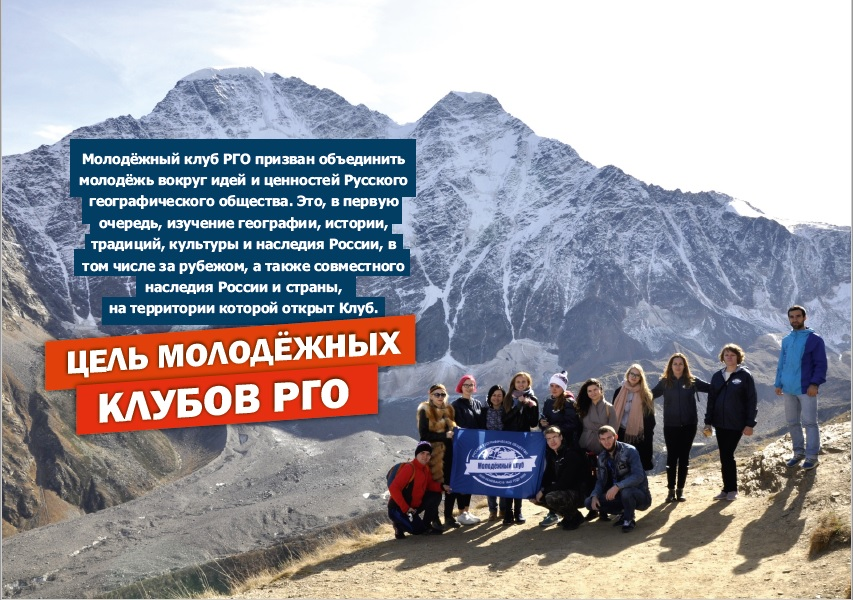 Молодёжный клуб РГО призван объединить
молодёжь вокруг идей и ценностей Русского
географического общества. Это, в первую
очередь, изучение географии, истории,
традиций, культуры и наследия России, в
том числе за рубежом, а также совместного
наследия России и страны,
на территории которой открыт Клуб.
ЦЕЛЬ МОЛОДЁЖНЫХ
КЛУБОВ РГО
Молодёжный клуб